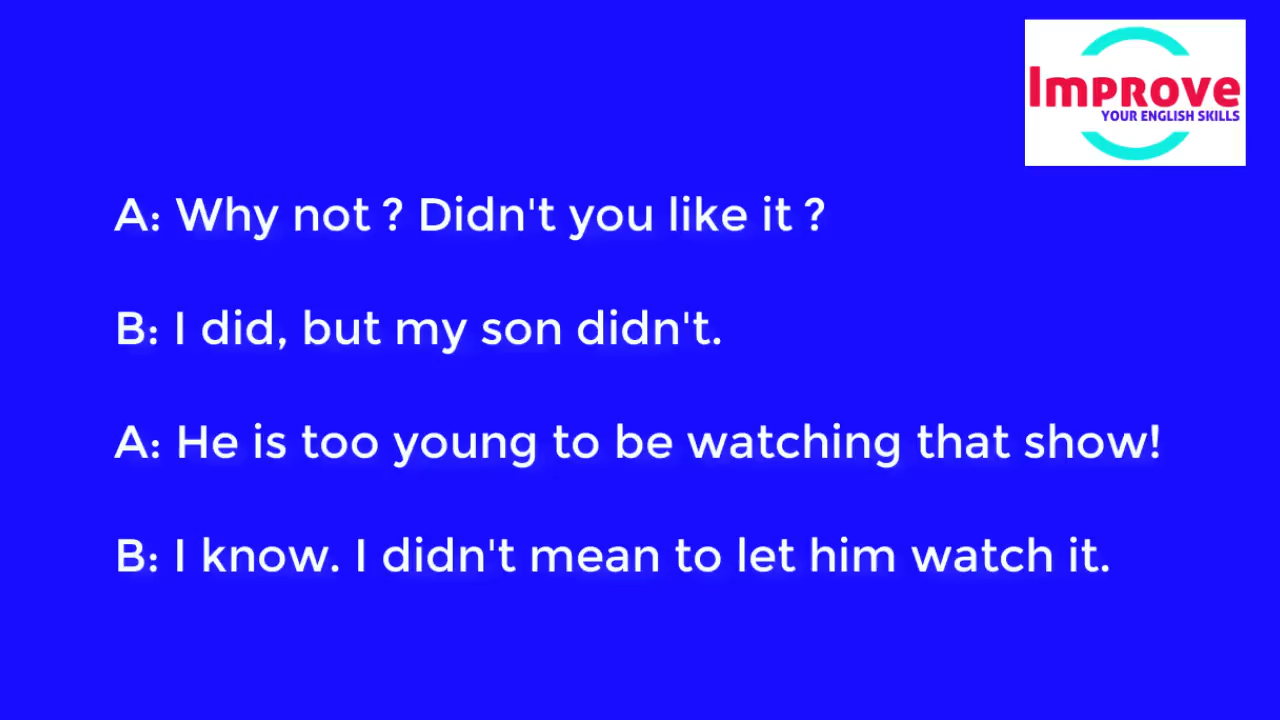 Improve
YOUR ENGLISH SKILLS
A: Why not ? Didn't you like it ?
B: I did, but my son didn't.
A: He is too young to be watching that show!
B: I know. I didn't mean to let him watch it.